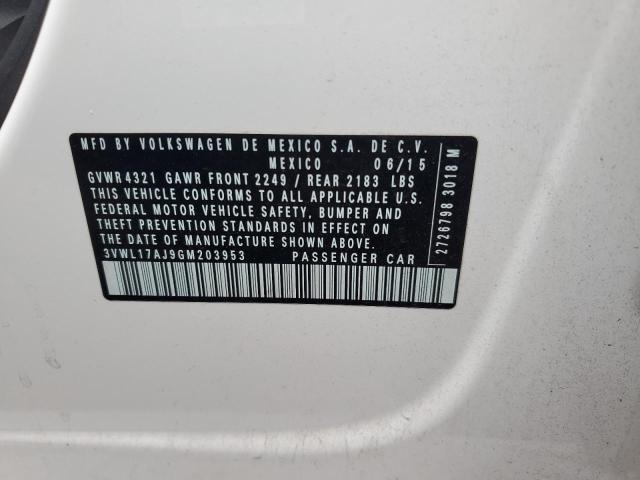 MFD BY VOLKSWAGEN DE MEXICO S.A. DE C.V.
MEXICO 06/15
GVWR 4321 GAWR FRONT 2249 / REAR 2183 LBS
THIS VEHICLE CONFORMS TO ALL APPLICABLE U.S.
FEDERAL MOTOR VEHICLE SAFETY, BUMPER AND
THEFT PREVENTION STANDARDS IN EFFECT ON
THE DATE OF MANUFACTURE SHOWN ABOVE.
3VWL17AJ9GM203953 PASSENGER CAR
2726798 3018 M